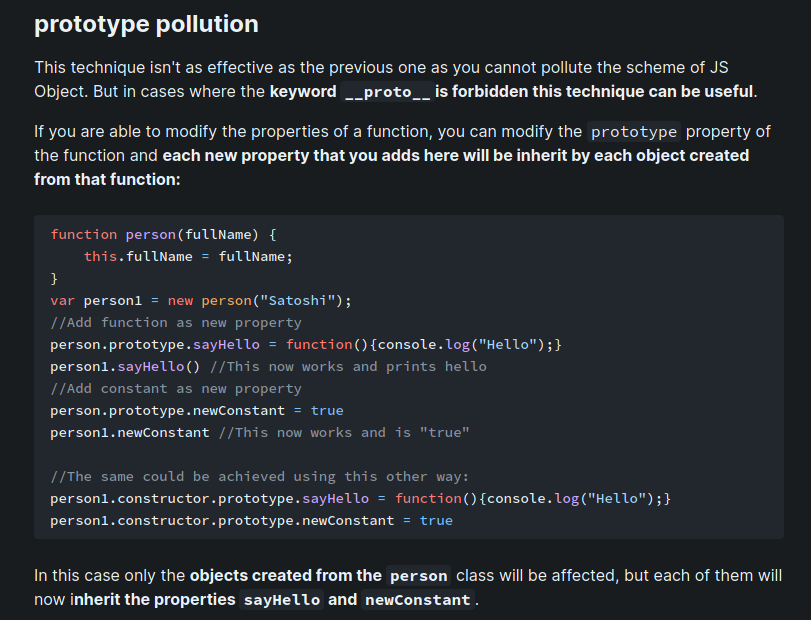 prototype pollution
This technique isn't as effective as the previous one as you cannot pollute the scheme of JS
Object. But in cases where the keyword __proto__ is forbidden this technique can be useful.
If you are able to modify the properties of a function, you can modify the prototype property of
the function and each new property that you adds here will be inherit by each object created
from that function:
function person(fullName) {
    this.fullName = fullName;
}
var person1 = new person("Satoshi");
//Add function as new property
person.prototype.sayHello = function(){console.log("Hello");}
person1.sayHello() //This now works and prints hello
//Add constant as new property
person.prototype.newConstant = true
person1.newConstant //This now works and is "true"
//The same could be achieved using this other way:
person1.constructor.prototype.sayHello = function(){console.log("Hello");}
person1.constructor.prototype.newConstant = true
In this case only the objects created from the person class will be affected, but each of them will
now inherit the properties sayHello and newConstant.